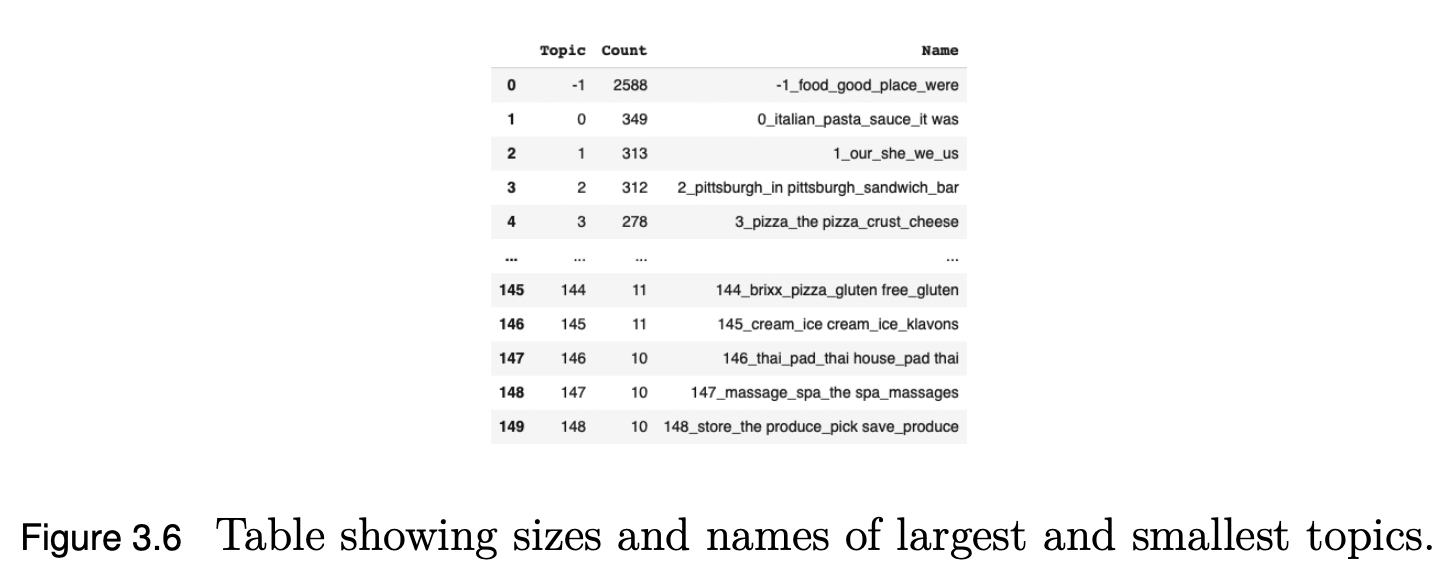 Topic Count Name
0 -1 2588 -1_food_good_place_were
1 0 349 0_italian_pasta_sauce_it was
2 1 313 1_our_she_we_us
3 2 312 2_pittsburgh_in pittsburgh_sandwich_bar
4 3 278 3_pizza_the pizza_crust_cheese
... ... ... ...
145 144 11 144_brixx_pizza_gluten free_gluten
146 145 11 145_cream_ice cream_ice_klavons
147 146 10 146_thai_pad_thai house_pad thai
148 147 10 147_massage_spa_the spa_massages
149 148 10 148_store_the produce_pick save_produce
Figure 3.6 Table showing sizes and names of largest and smallest topics.